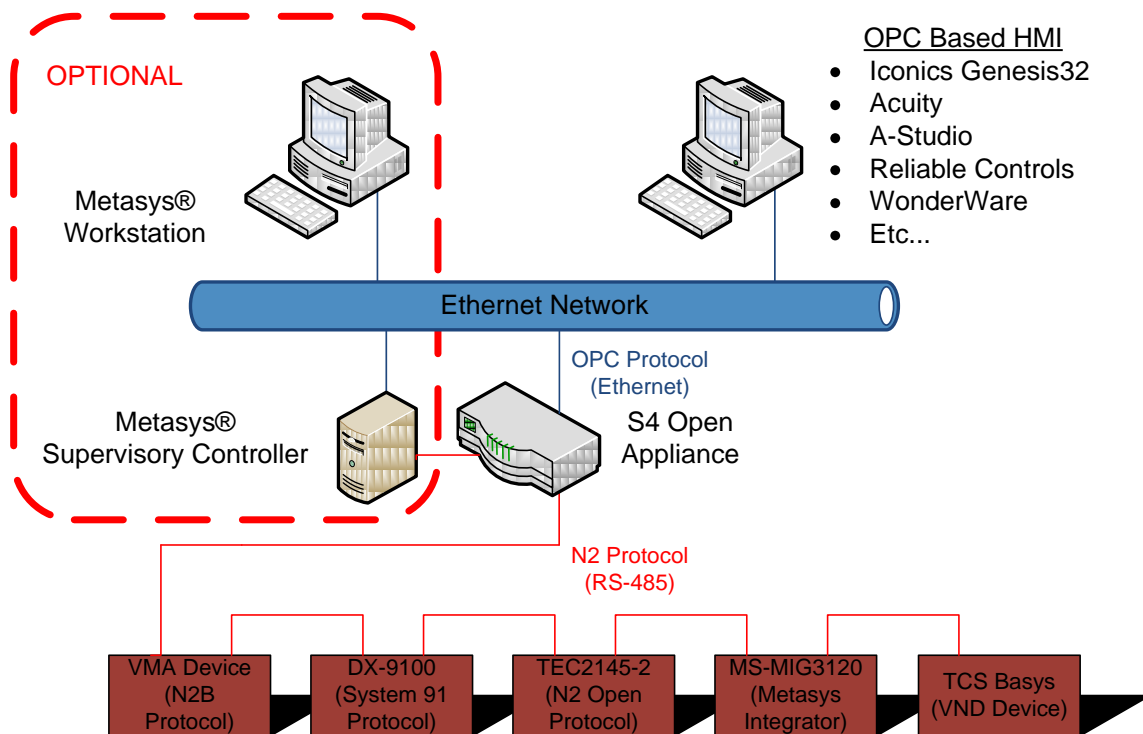 OPTIONAL
Metasys®
Workstation
OPC Based HMI
• Iconics Genesis32
• Acuity
• A-Studio
• Reliable Controls
• WonderWare
• Etc...
Ethernet Network
OPC Protocol
(Ethernet)
Metasys®
Supervisory Controller
S4 Open
Appliance
N2 Protocol
(RS-485)
VMA Device
(N2B
Protocol)
DX-9100
(System 91
Protocol)
TEC2145-2
(N2 Open
Protocol)
MS-MIG3120
(Metasys
Integrator)
TCS Basys
(VND Device)